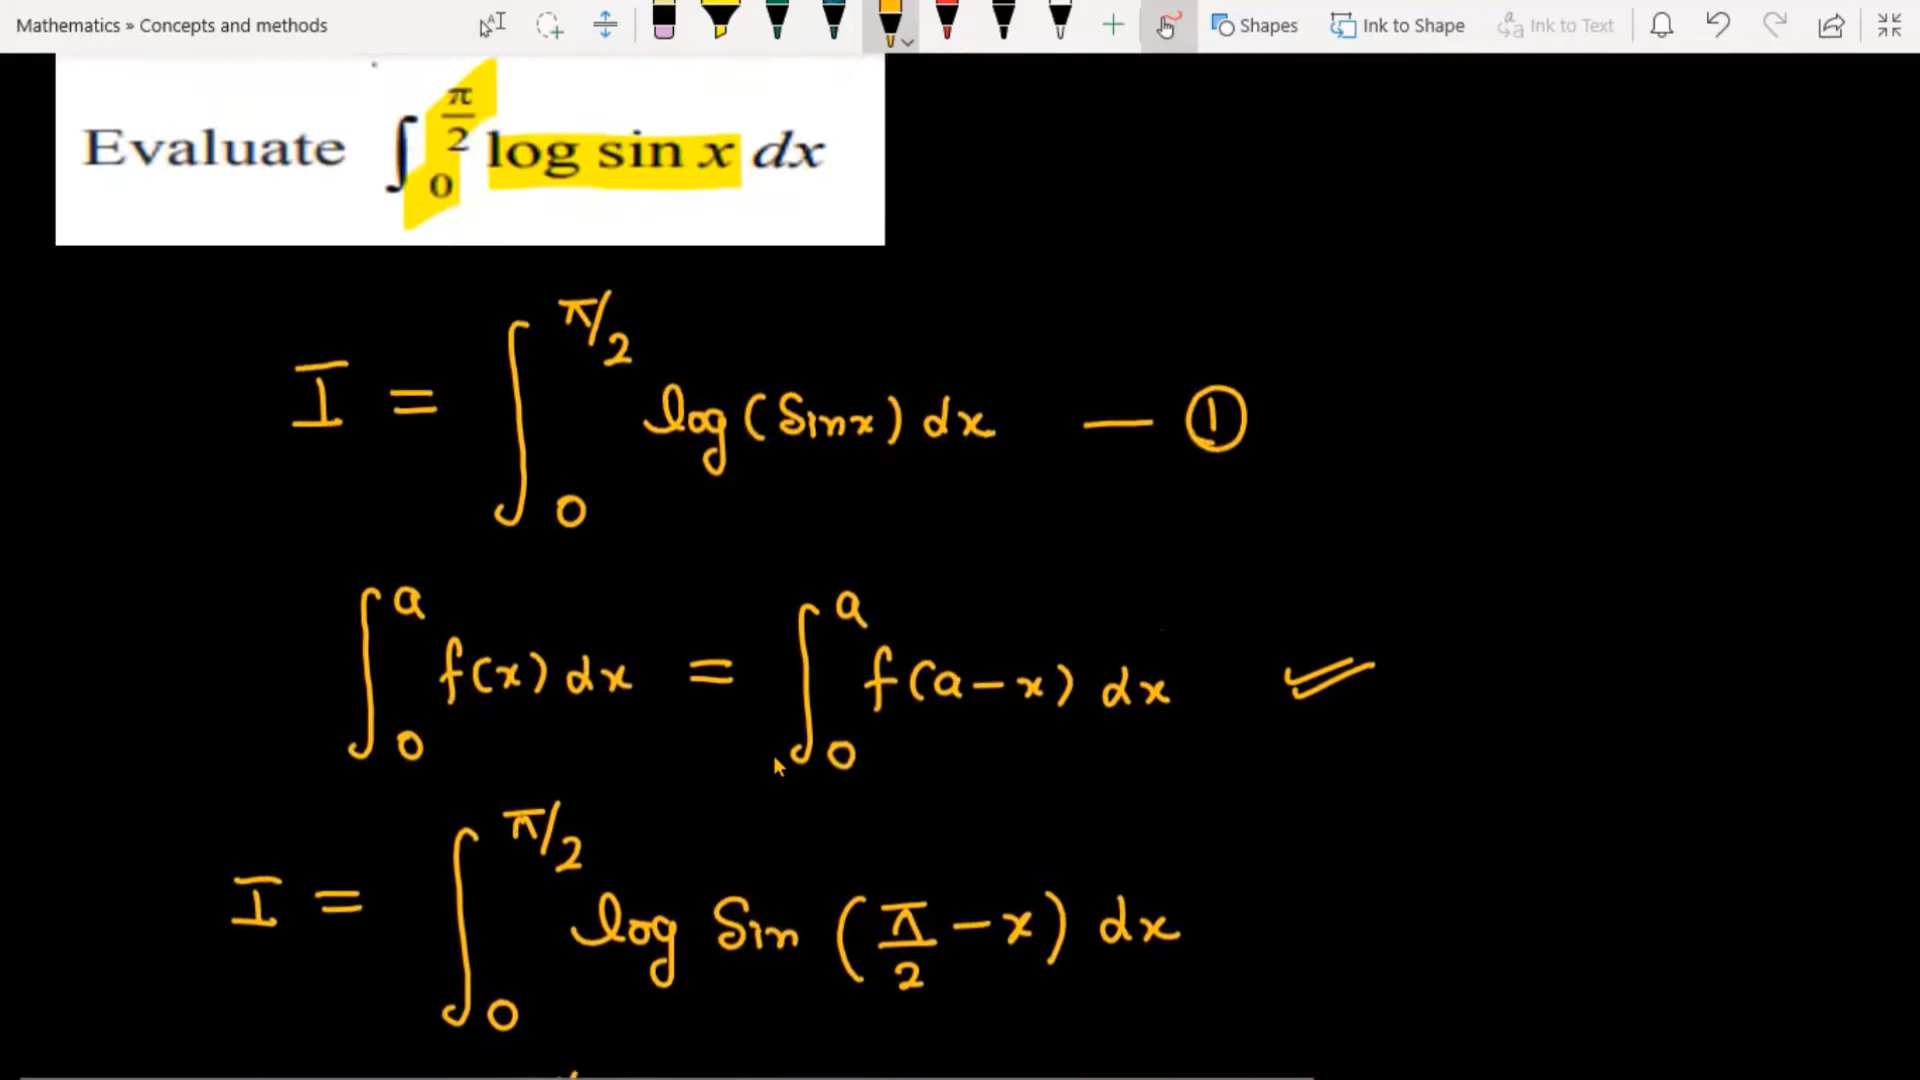 Mathematics » Concepts and methods
Shapes
Ink to Shape
Ink to Text
Evaluate ∫₀^(π/2) log sin x dx
I = ∫₀^(π/2) log(Sinx) dx — ①
∫₀^a f(x) dx = ∫₀^a f(a-x) dx
I = ∫₀^(π/2) log Sin (π/2 - x) dx